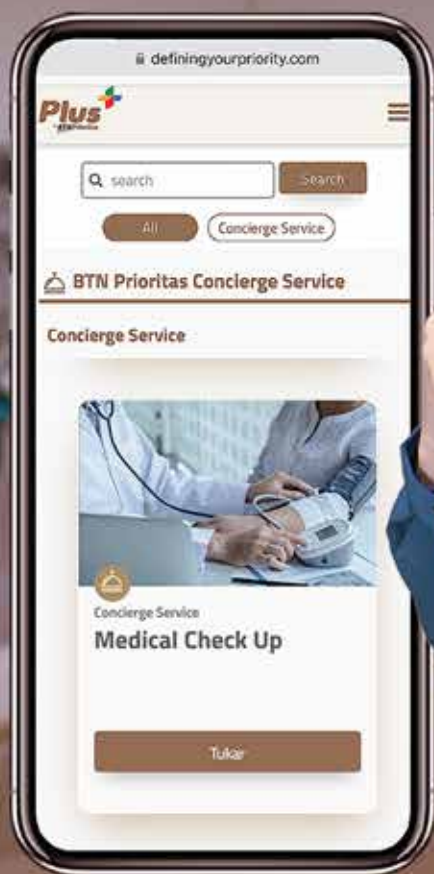 definingyourpriority.com
Plus
search
Search
All
Concierge Service
BTN Prioritas Concierge Service
Concierge Service
Concierge Service
Medical Check Up
Tukar